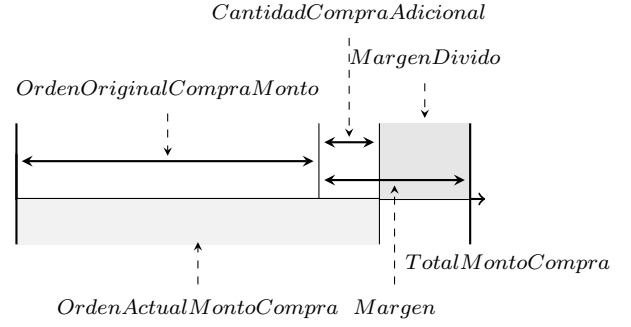 CantidadCompraAdicional
MargenDivido
OrdenOriginalCompraMonto
TotalMontoCompra
OrdenActualMontoCompra Margen